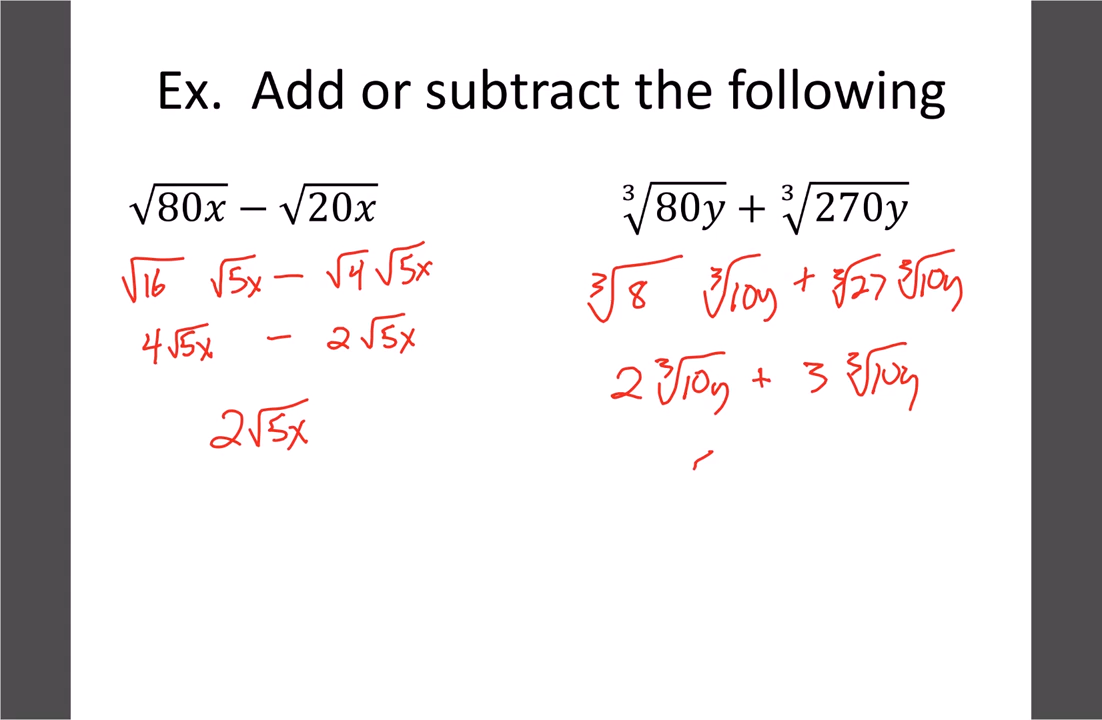 Ex. Add or subtract the following
√80x − √20x
√16 √5x − √4 √5x
4√5x − 2√5x
2√5x
∛80y + ∛270y
∛8 ∛10y + ∛27 ∛10y
2 ∛10y + 3 ∛10y